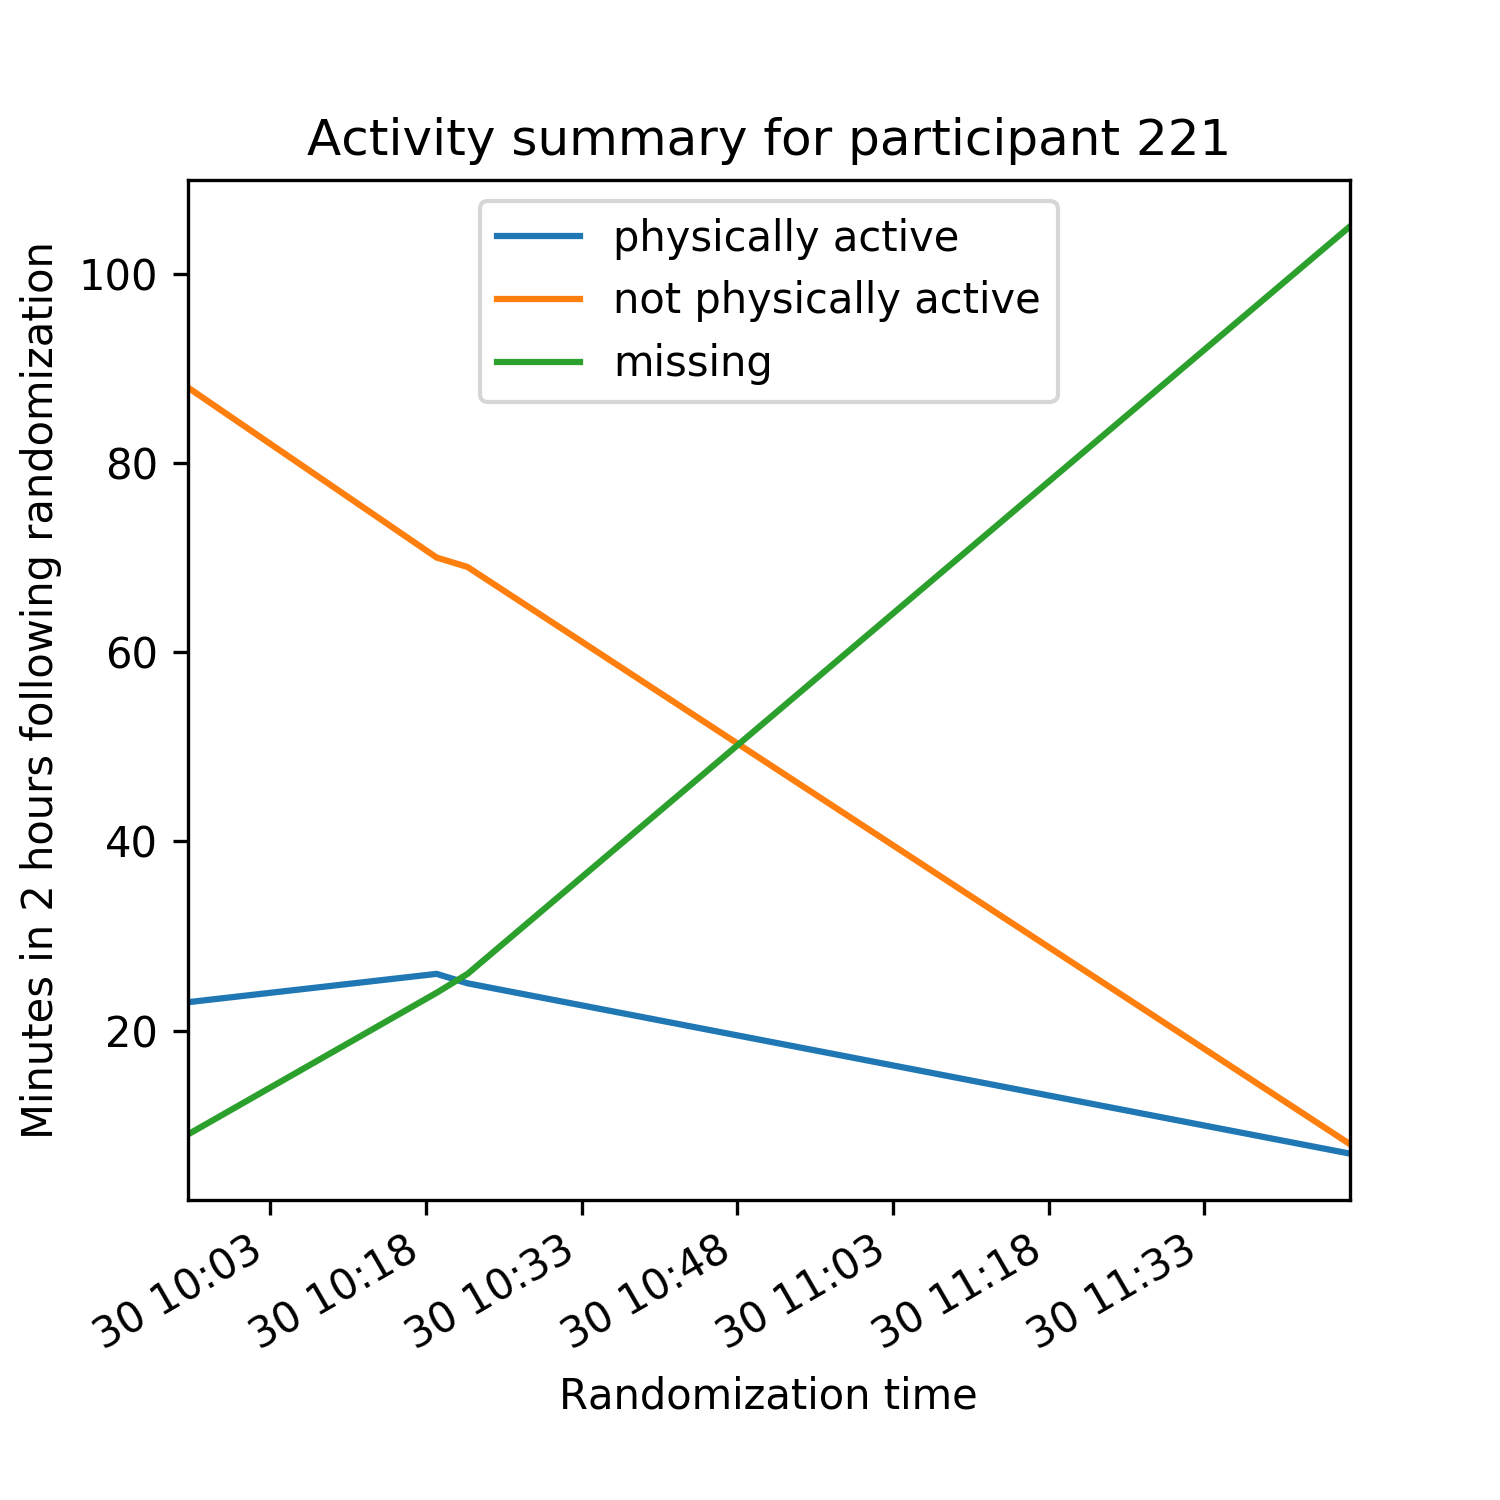 Activity summary for participant 221
physically active
not physically active
missing
Minutes in 2 hours following randomization
100
80
60
40
20
30 10:03
30 10:18
30 10:33
30 10:48
30 11:03
30 11:18
30 11:33
Randomization time